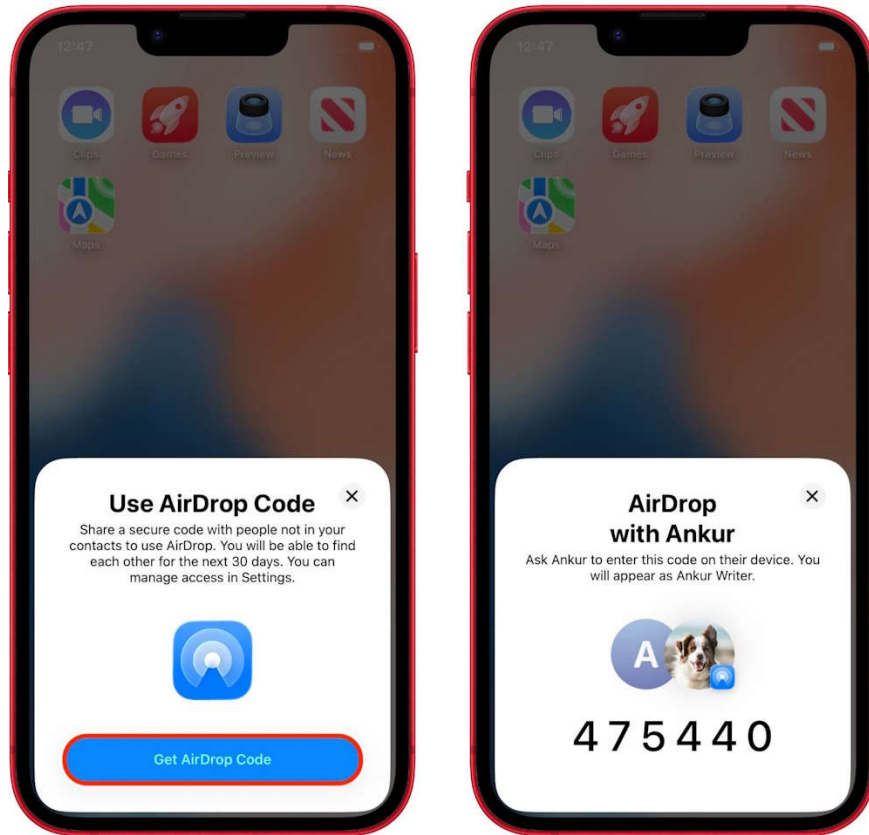 12:47
Clips Games Preview News
Maps
Use AirDrop Code
Share a secure code with people not in your
contacts to use AirDrop. You will be able to find
each other for the next 30 days. You can
manage access in Settings.
Get AirDrop Code
12:47
Clips Games Preview News
Maps
AirDrop
with Ankur
Ask Ankur to enter this code on their device. You
will appear as Ankur Writer.
A
475440